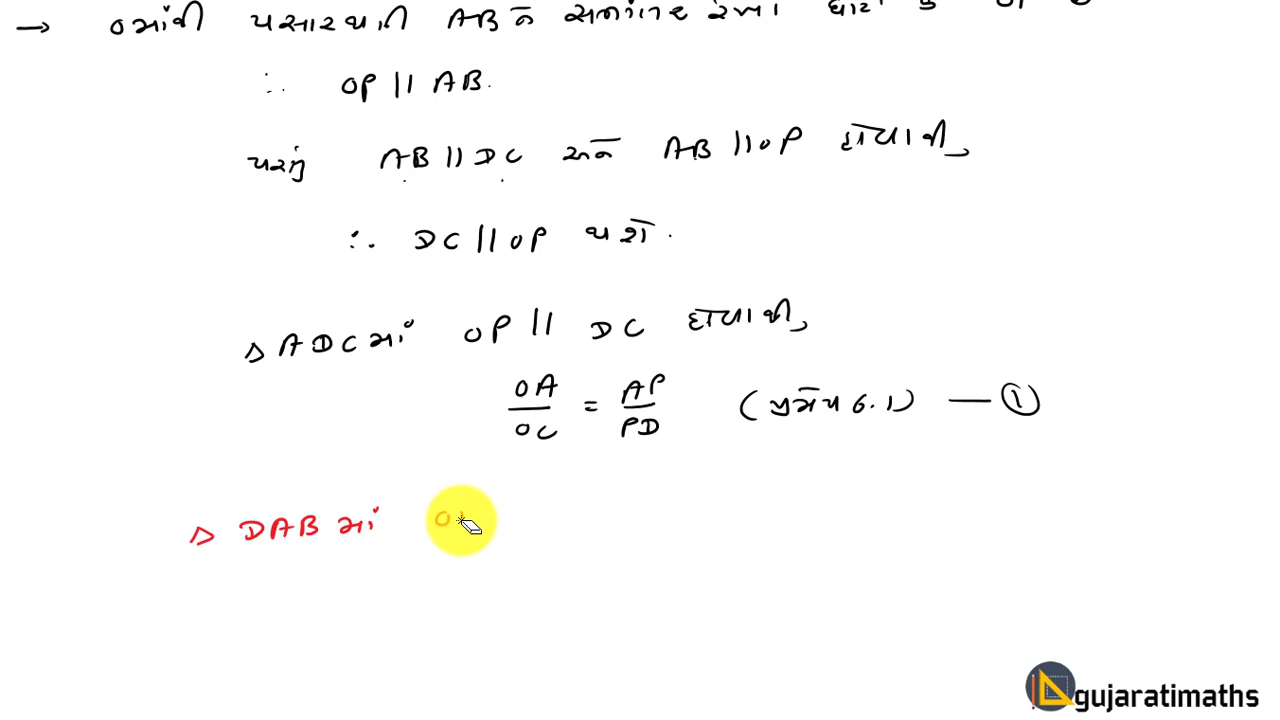 → Oમાંથી પસાર થતી AB ને સમાંતર રેખા
∴ OP || AB.
પરંતુ AB || DC અને AB || OP હોવાથી,
∴ DC || OP થશે.
△ ADC માં OP || DC હોવાથી,
OA/OC = AP/PD (પ્રમેય 6.1) — ①
△ DAB માં O
gujaratimaths